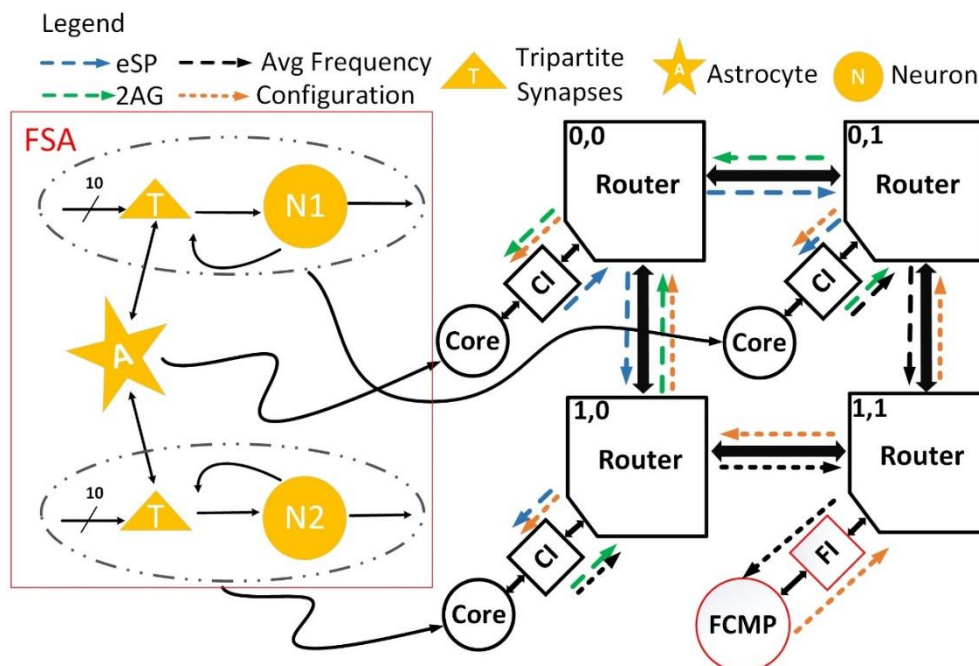 Legend
eSP
Avg Frequency
2AG
Configuration
T
Tripartite
Synapses
A
Astrocyte
N
Neuron
FSA
10
T
N1
A
10
T
N2
0,0
Router
0,1
Router
CI
Core
CI
Core
1,0
Router
1,1
Router
CI
Core
FI
FCMP